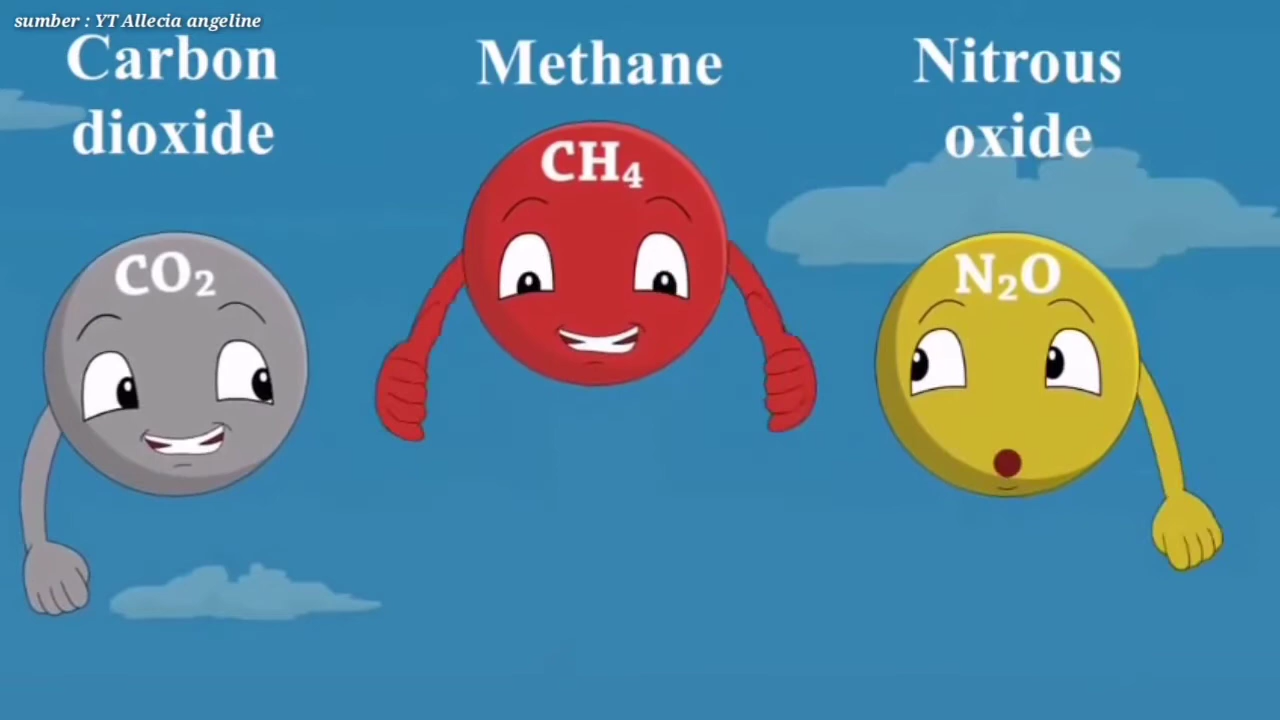 sumber : YT Allecia angeline
Carbon
dioxide
Methane
Nitrous
oxide
CO₂
CH₄
N₂O